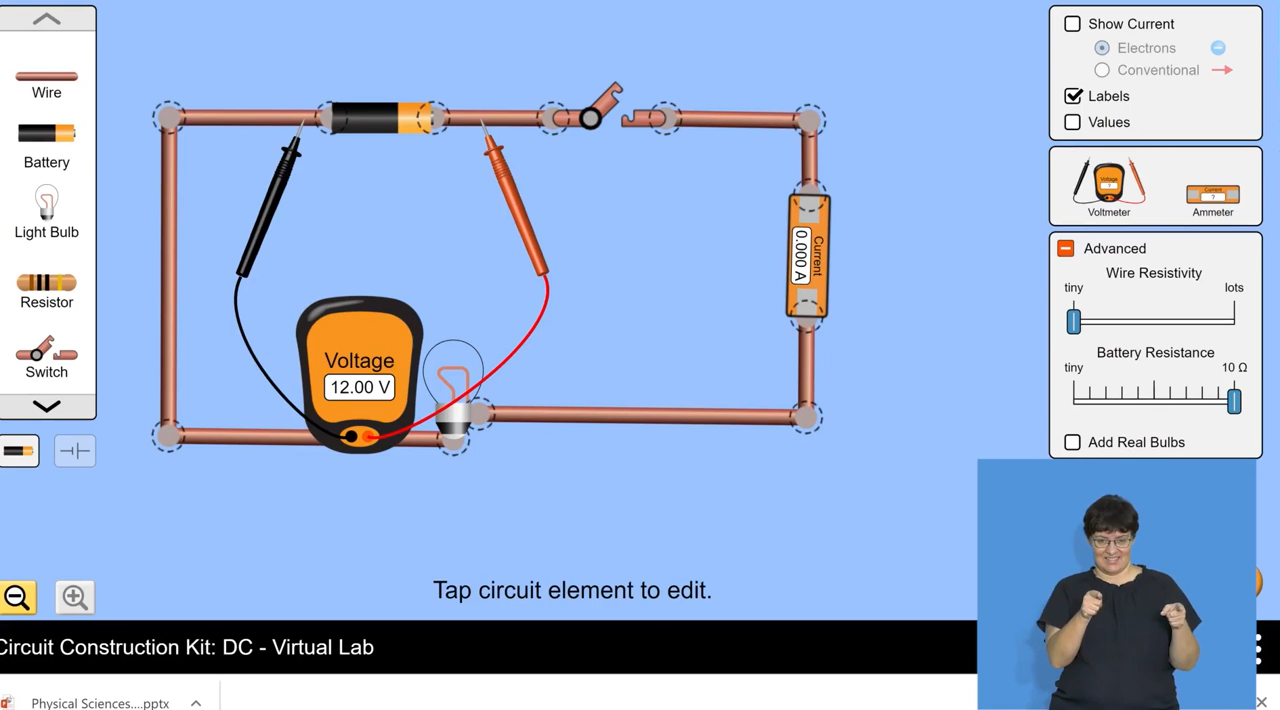 Wire
Battery
Light Bulb
Resistor
Switch
Voltage
12.00 V
Current
0.000 A
Show Current
Electrons
Conventional
Labels
Values
Voltage
?
Voltmeter
Current
?
Ammeter
Advanced
Wire Resistivity
tiny
lots
Battery Resistance
tiny
10 Ω
Add Real Bulbs
Tap circuit element to edit.
Circuit Construction Kit: DC - Virtual Lab
Physical Sciences....pptx